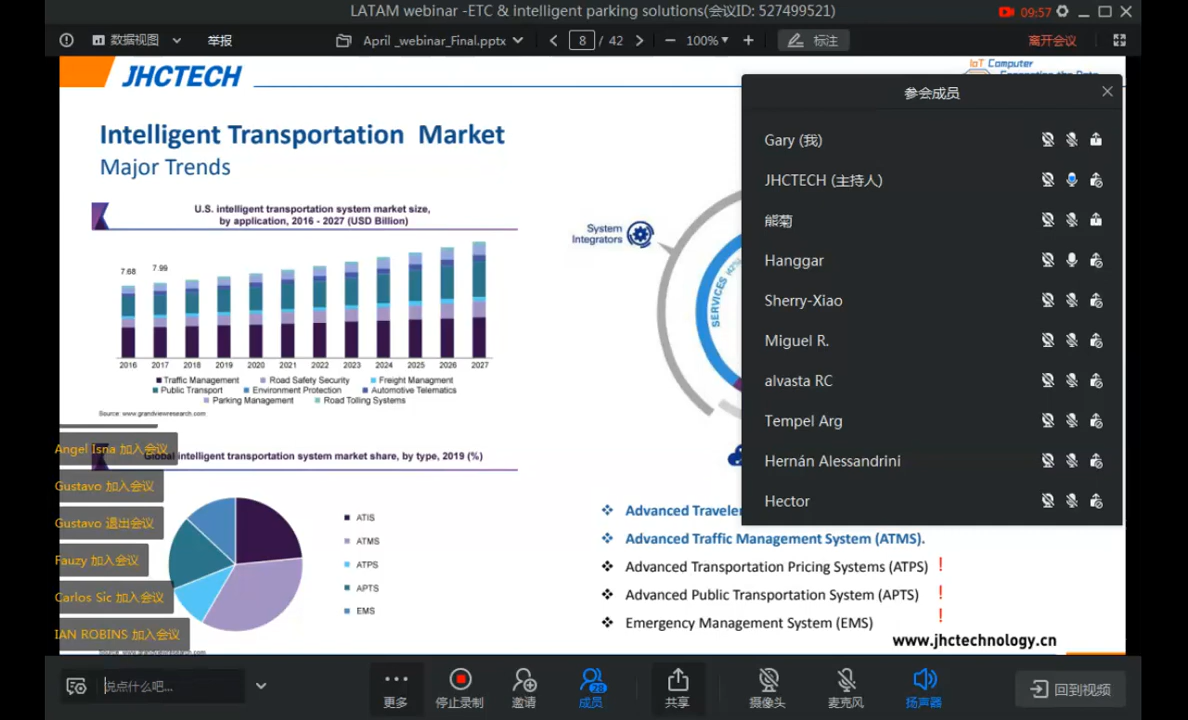 LATAM webinar -ETC & intelligent parking solutions(会议ID: 527499521)
09:57
数据视图
举报
April _webinar_Final.pptx
8 / 42
100%
标注
离开会议
JHCTECH
IoT Computer
Intelligent Transportation Market
Major Trends
U.S. intelligent transportation system market size,
by application, 2016 - 2027 (USD Billion)
7.68
7.99
2016 2017 2018 2019 2020 2021 2022 2023 2024 2025 2026 2027
Traffic Management Road Safety Security Freight Managment
Public Transport Environment Protection Automotive Telematics
Parking Management Road Tolling Systems
Source: www.grandviewresearch.com
Global intelligent transportation system market share, by type, 2019 (%)
ATIS
ATMS
ATPS
APTS
EMS
System
Integrators
SERVICES
Advanced Traveler
Advanced Traffic Management System (ATMS).
Advanced Transportation Pricing Systems (ATPS) !
Advanced Public Transportation System (APTS) !
Emergency Management System (EMS) !
www.jhctechnology.cn
参会成员
Gary (我)
JHCTECH (主持人)
熊菊
Hanggar
Sherry-Xiao
Miguel R.
alvasta RC
Tempel Arg
Hernán Alessandrini
Hector
Angel Isna 加入会议
Gustavo 加入会议
Gustavo 退出会议
Fauzy 加入会议
Carlos Sic 加入会议
IAN ROBINS 加入会议
说点什么吧...
更多
停止录制
邀请
28
成员
共享
摄像头
麦克风
扬声器
回到视频